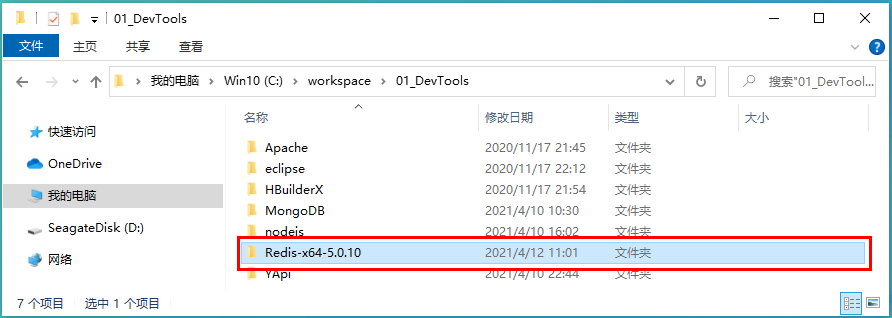 01_DevTools
文件 主页 共享 查看
我的电脑 Win10 (C:) workspace 01_DevTools 搜索"01_DevTool...
名称 修改日期 类型 大小
快速访问
OneDrive
我的电脑
SeagateDisk (D:)
网络
Apache 2020/11/17 21:45 文件夹
eclipse 2020/11/17 22:12 文件夹
HBuilderX 2020/11/17 21:54 文件夹
MongoDB 2021/4/10 10:30 文件夹
nodejs 2021/4/10 16:02 文件夹
Redis-x64-5.0.10 2021/4/12 11:01 文件夹
YApi 2021/4/10 22:44 文件夹
7 个项目 选中 1 个项目